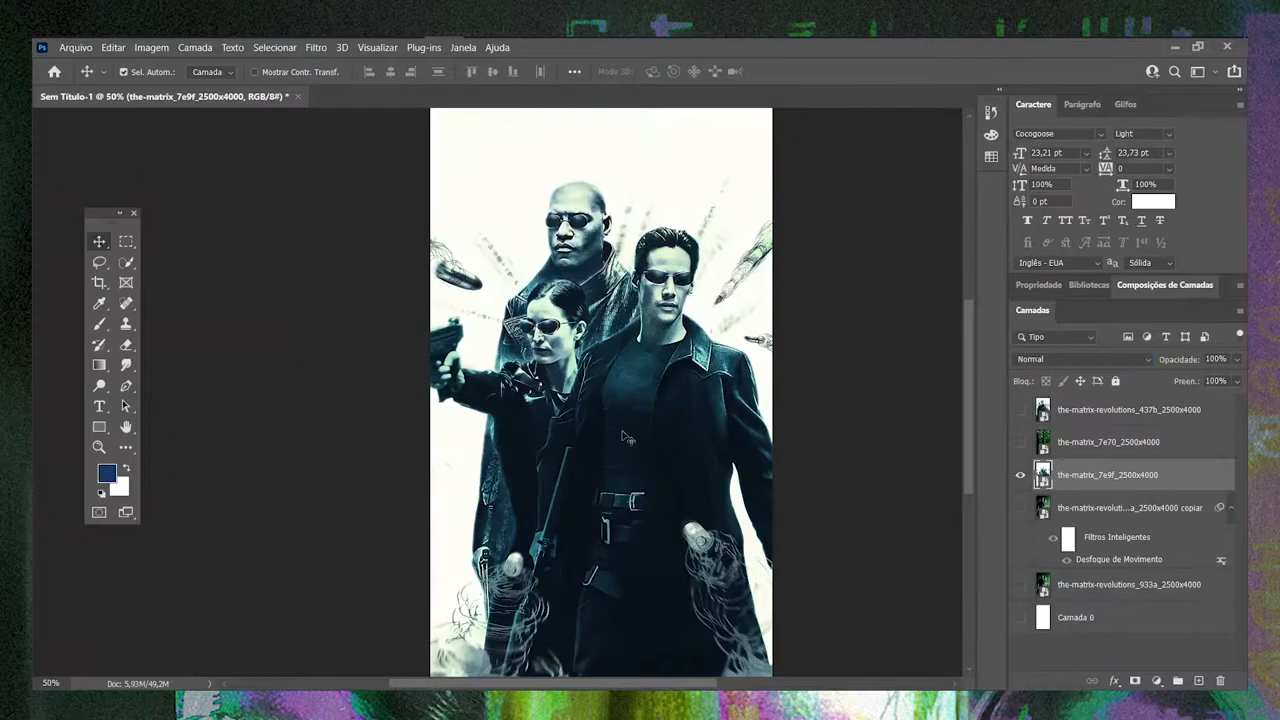 Ps Arquivo Editar Imagem Camada Texto Selecionar Filtro 3D Visualizar Plug-ins Janela Ajuda
Sel. Autom.: Camada Mostrar Contr. Transf. Modo 3D:
Sem Título-1 @ 50% (the-matrix_7e9f_2500x4000, RGB/8#) *
Caractere Parágrafo Glifos
Cocogoose Light
23,21 pt 23,73 pt
Medida 0
100% 100%
0 pt Cor:
Inglês - EUA Sólida
Propriedade Bibliotecas Composições de Camadas
Camadas
Tipo
Normal Opacidade: 100%
Bloq.: Preen.: 100%
the-matrix-revolutions_437b_2500x4000
the-matrix_7e70_2500x4000
the-matrix_7e9f_2500x4000
the-matrix-revoluti...a_2500x4000 copiar
Filtros Inteligentes
Desfoque de Movimento
the-matrix-revolutions_933a_2500x4000
Camada 0
50% Doc: 5,93M/49,2M